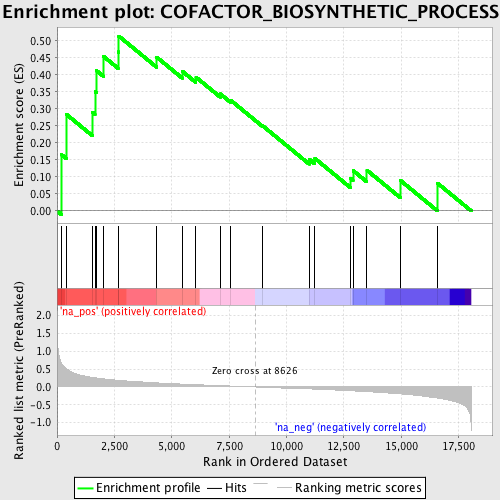 Enrichment plot: COFACTOR_BIOSYNTHETIC_PROCESS
Enrichment score (ES)
0.50
0.45
0.40
0.35
0.30
0.25
0.20
0.15
0.10
0.05
0.00
'na_pos' (positively correlated)
Ranked list metric (PreRanked)
2.0
1.5
1.0
0.5
0.0
-0.5
-1.0
Zero cross at 8626
'na_neg' (negatively correlated)
0
2,500
5,000
7,500
10,000
12,500
15,000
17,500
Rank in Ordered Dataset
Enrichment profile
Hits
Ranking metric scores